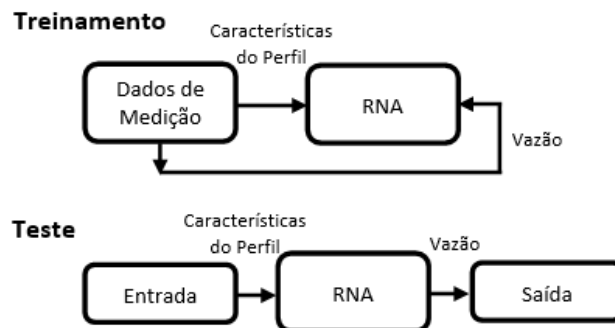 Treinamento
Características
do Perfil
Dados de
Medição
RNA
Vazão
Teste
Características
do Perfil
Vazão
Entrada
RNA
Saída